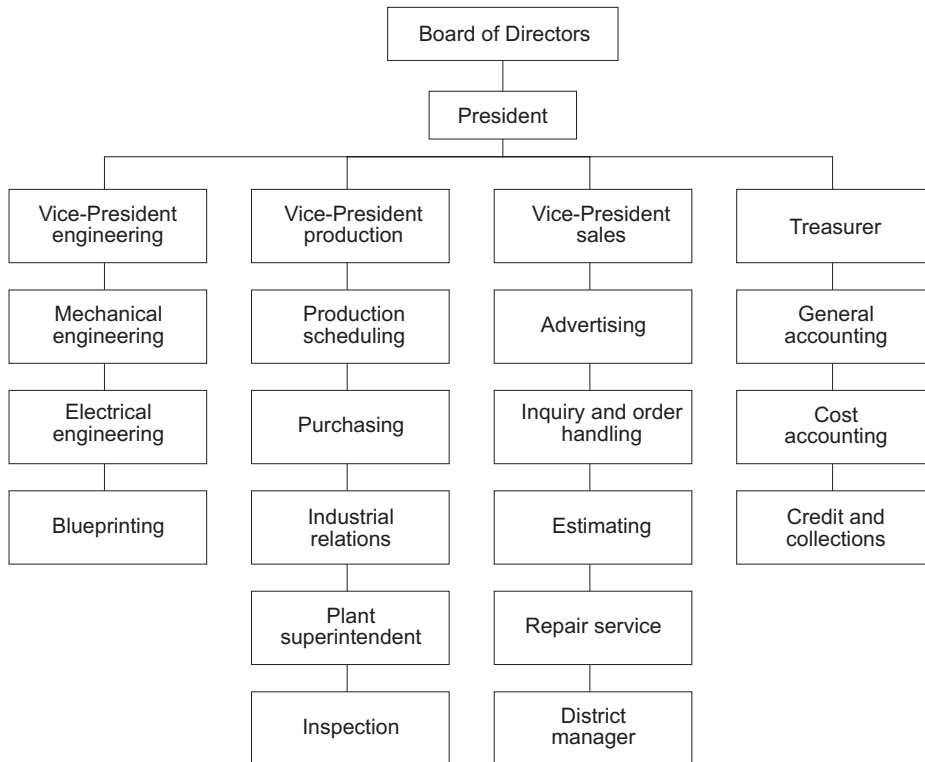 Board of Directors
President
Vice-President
engineering
Vice-President
production
Vice-President
sales
Treasurer
Mechanical
engineering
Production
scheduling
Advertising
General
accounting
Electrical
engineering
Purchasing
Inquiry and order
handling
Cost
accounting
Blueprinting
Industrial
relations
Estimating
Credit and
collections
Plant
superintendent
Repair service
Inspection
District
manager